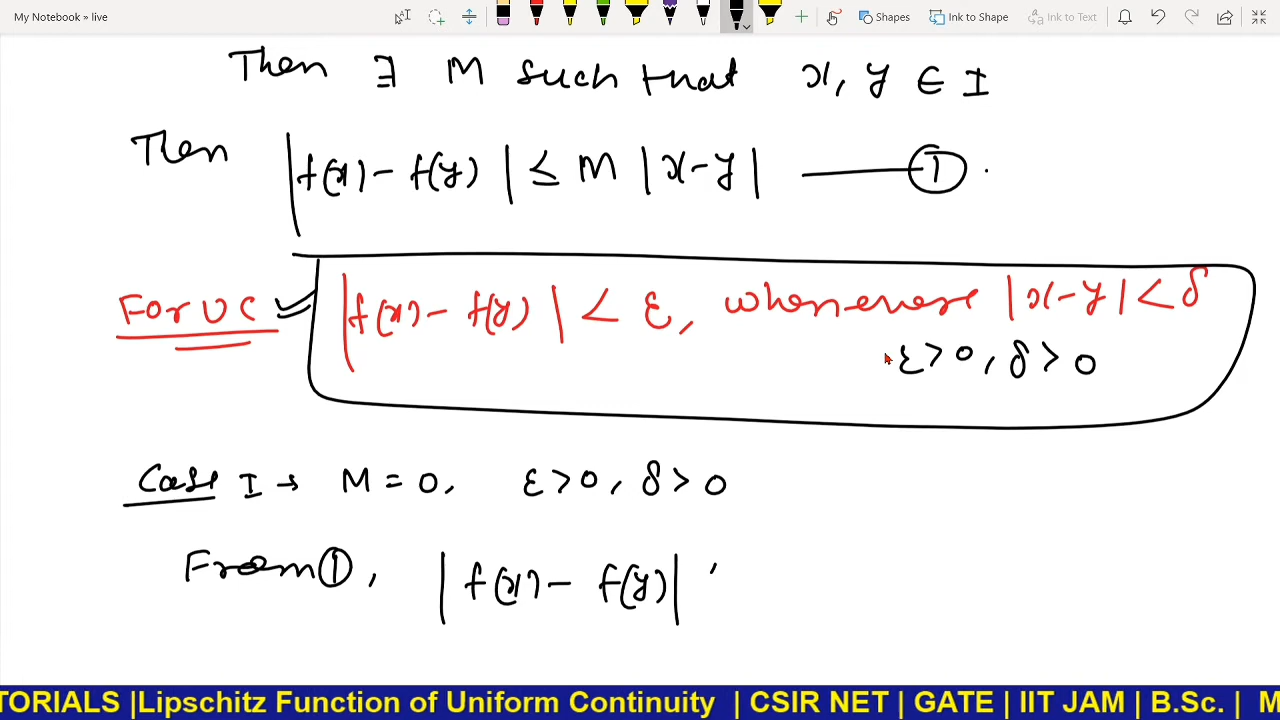 My Notebook » live
Shapes Ink to Shape Ink to Text
Then ∃ M such that x, y ∈ I
Then |f(x) - f(y)| ≤ M |x-y| —— ① .
For UC |f(x) - f(y)| < ε, whenevere |x-y| < δ
ε > 0, δ > 0
Case I → M = 0, ε > 0, δ > 0
From ①, |f(x) - f(y)|
TORIALS |Lipschitz Function of Uniform Continuity | CSIR NET | GATE | IIT JAM | B.Sc. | M